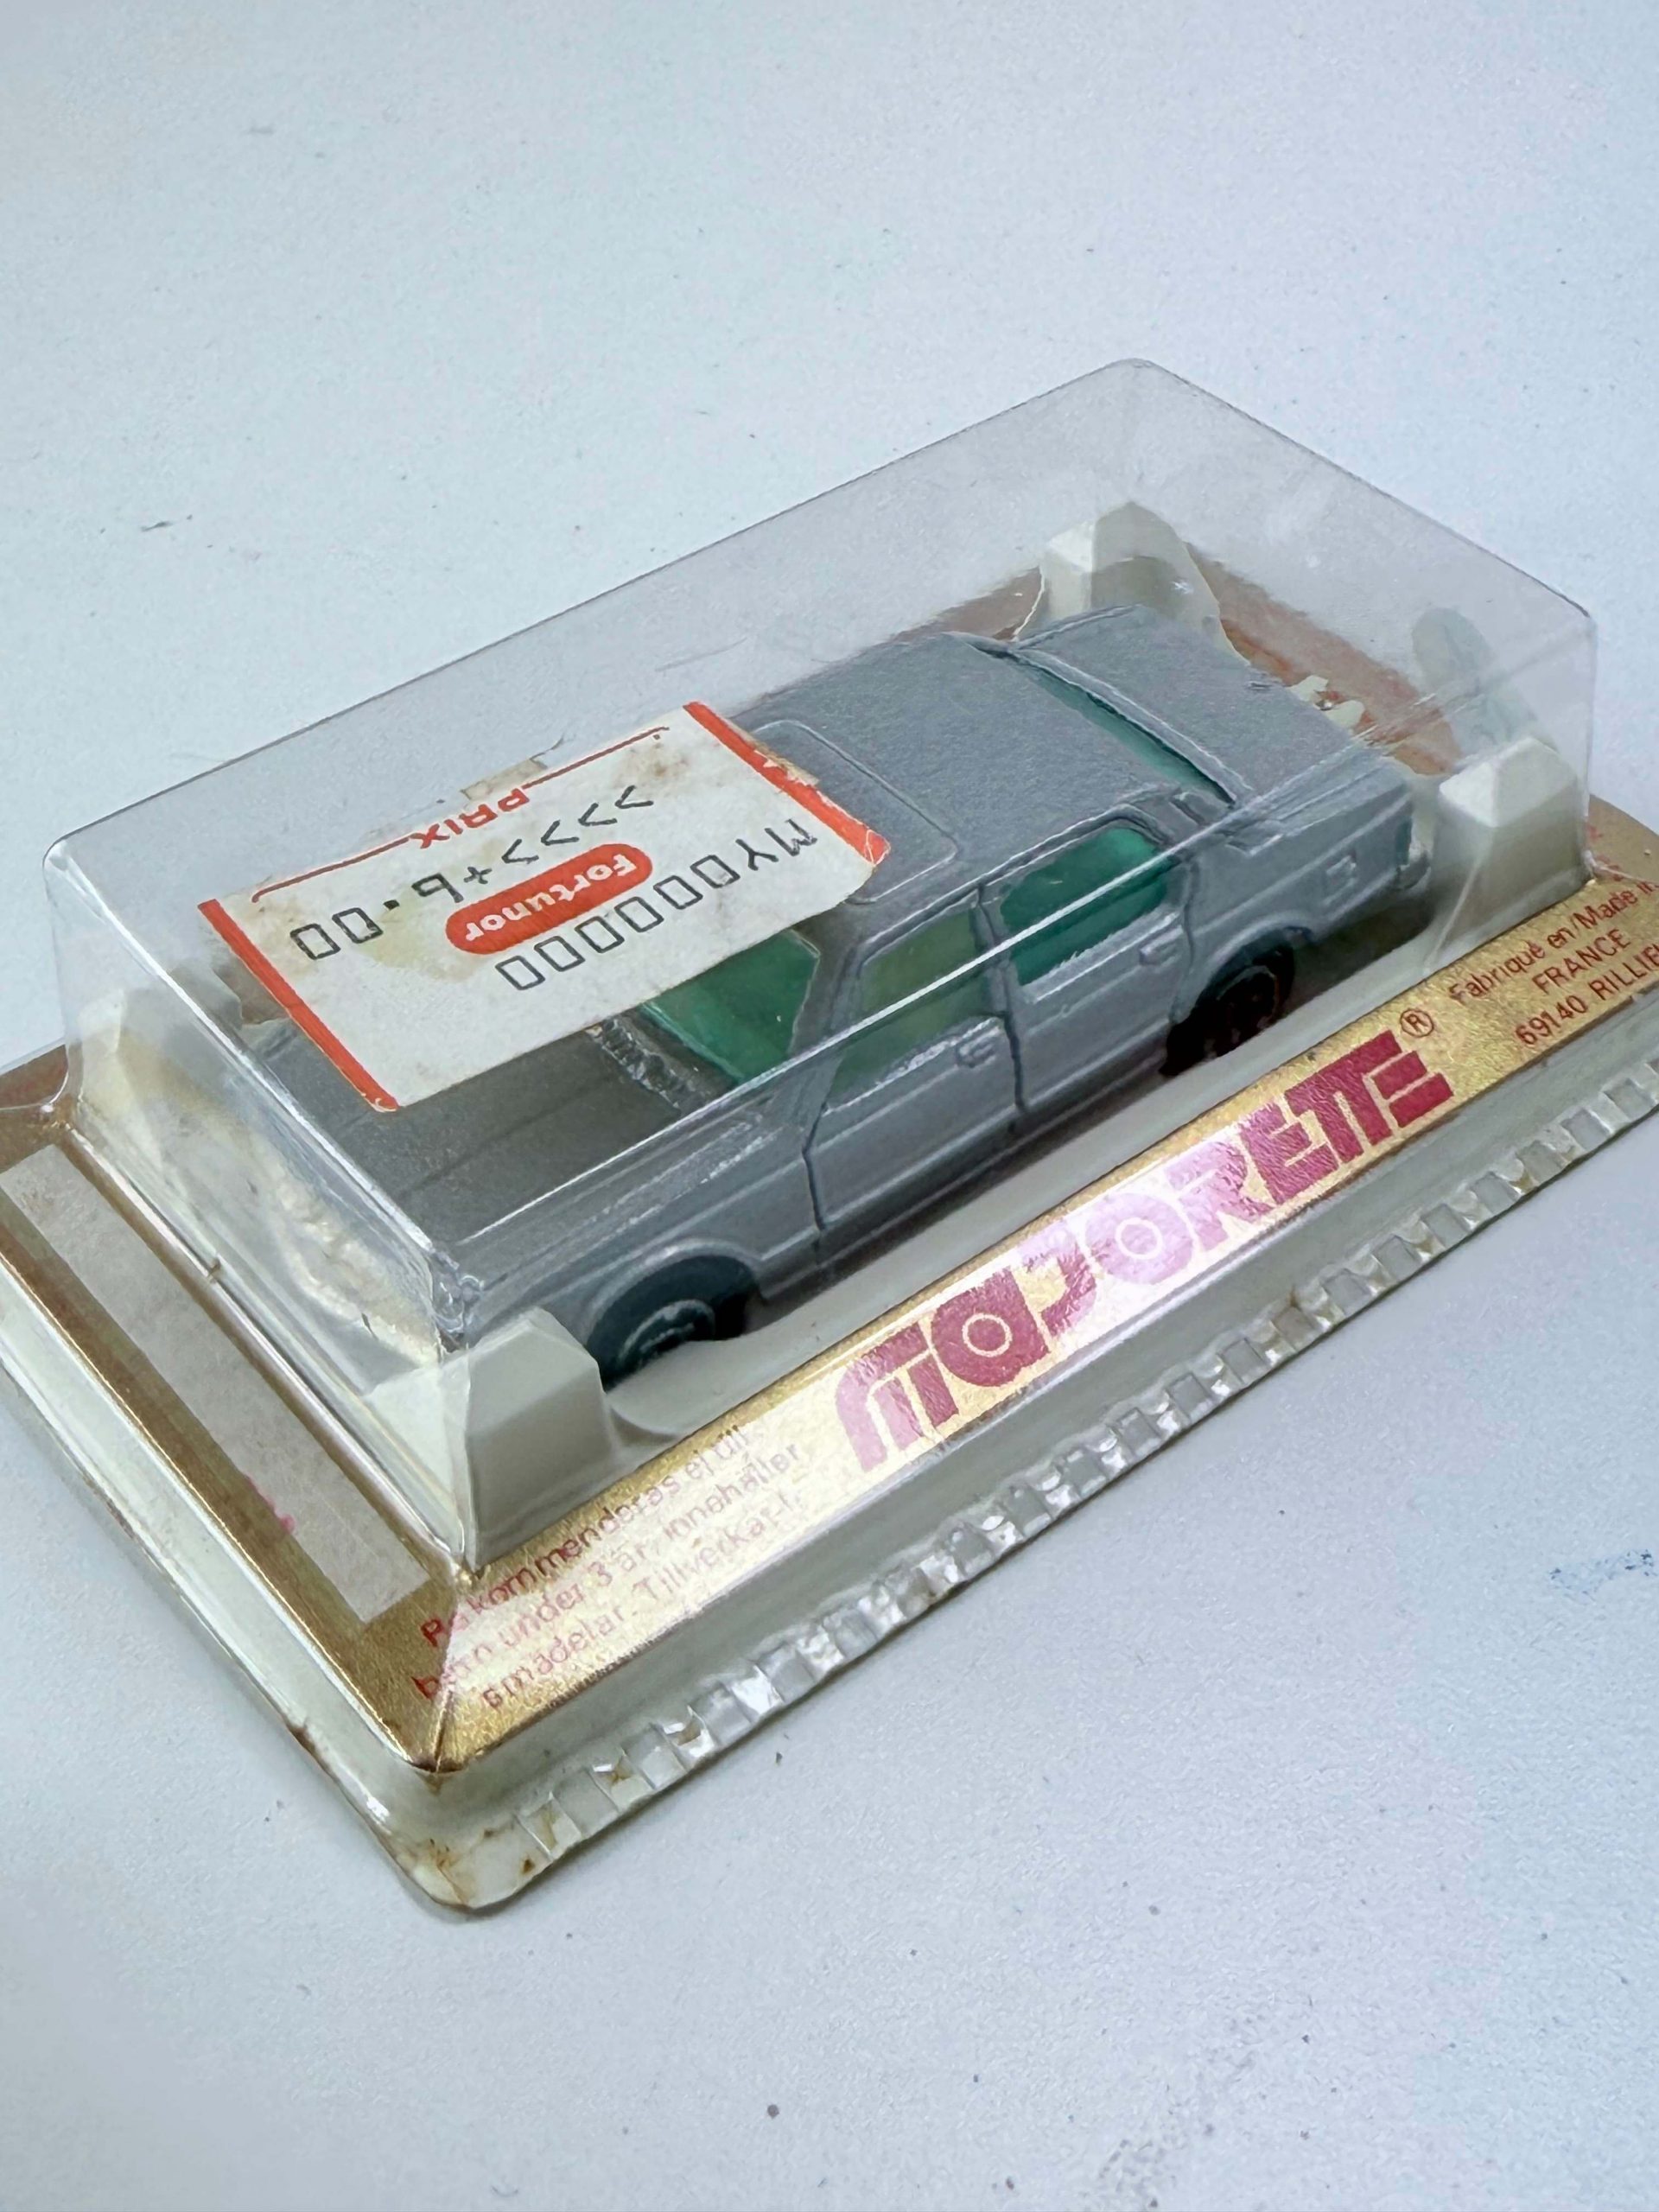 PRIX
>>>>+6.00
Fortunor
MY0000000
MAJORETTE®
Fabriqué en/Made in
FRANCE
69140
Rekommenderas ej till
barn under 3 år, innehåller
smådelar. Tillverkar-